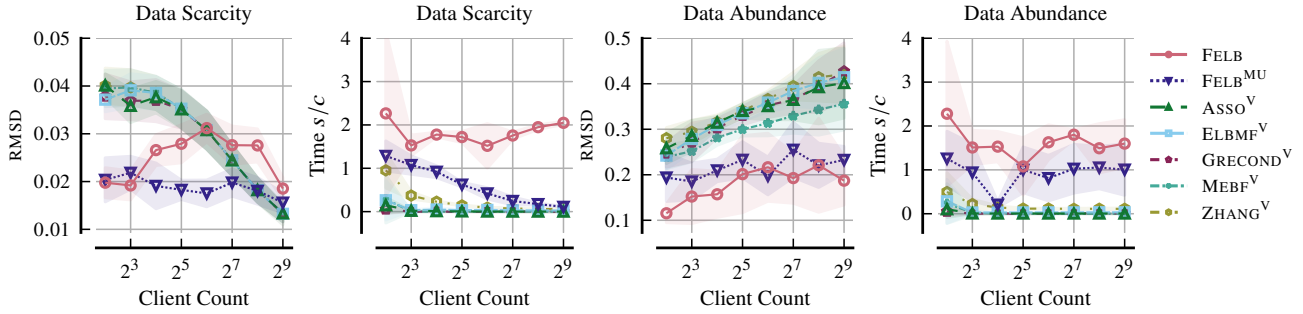 Data Scarcity
RMSD
0.05
0.04
0.03
0.02
0.01
2^3
2^5
2^7
2^9
Client Count
Data Scarcity
Time s/c
4
3
2
1
0
2^3
2^5
2^7
2^9
Client Count
Data Abundance
RMSD
0.5
0.4
0.3
0.2
0.1
2^3
2^5
2^7
2^9
Client Count
Data Abundance
Time s/c
4
3
2
1
0
2^3
2^5
2^7
2^9
Client Count
FELB
FELB^MU
ASSO^V
ELBMF^V
GRECOND^V
MEBF^V
ZHANG^V